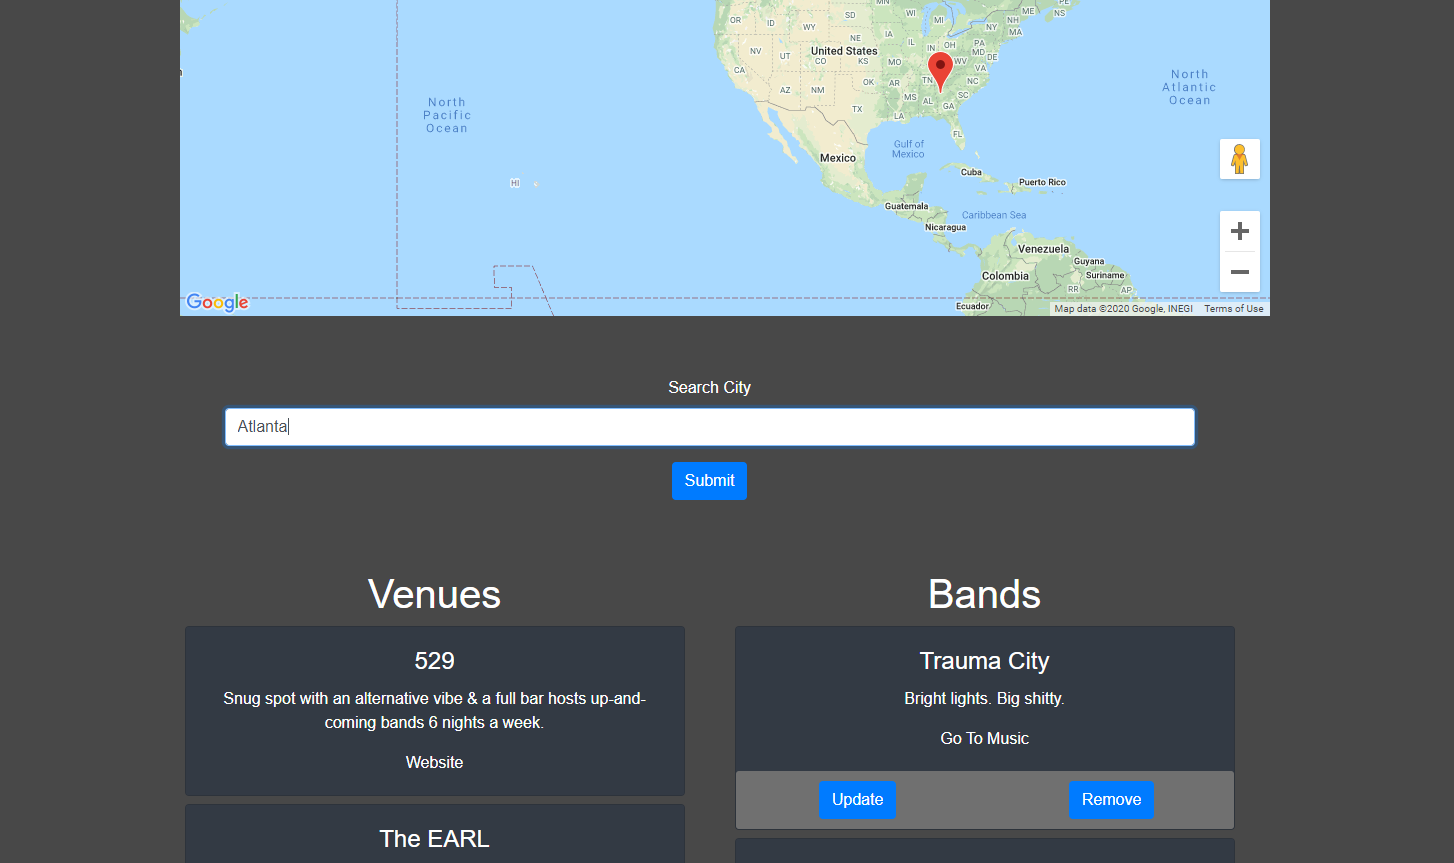 MN
WI
MI
PE
ME
NS
OR
ID
SD
WY
NH
NY
MA
NE
IA
United States
NV
UT
CO
KS
IL
IN
OH
PA
MD
DE
MO
WV
VA
CA
OK
AR
TN
NC
AZ
NM
MS
AL
SC
GA
TX
LA
FL
North
Pacific
Ocean
North
Atlantic
Ocean
Gulf of
Mexico
Mexico
HI
Cuba
Puerto Rico
Guatemala
Caribbean Sea
Nicaragua
Venezuela
Guyana
Suriname
Colombia
RR
AP
Ecuador
Google
Map data ©2020 Google, INEGI Terms of Use
Search City
Atlanta
Submit
Venues
529
Snug spot with an alternative vibe & a full bar hosts up-and-
coming bands 6 nights a week.
Website
The EARL
Bands
Trauma City
Bright lights. Big shitty.
Go To Music
Update
Remove